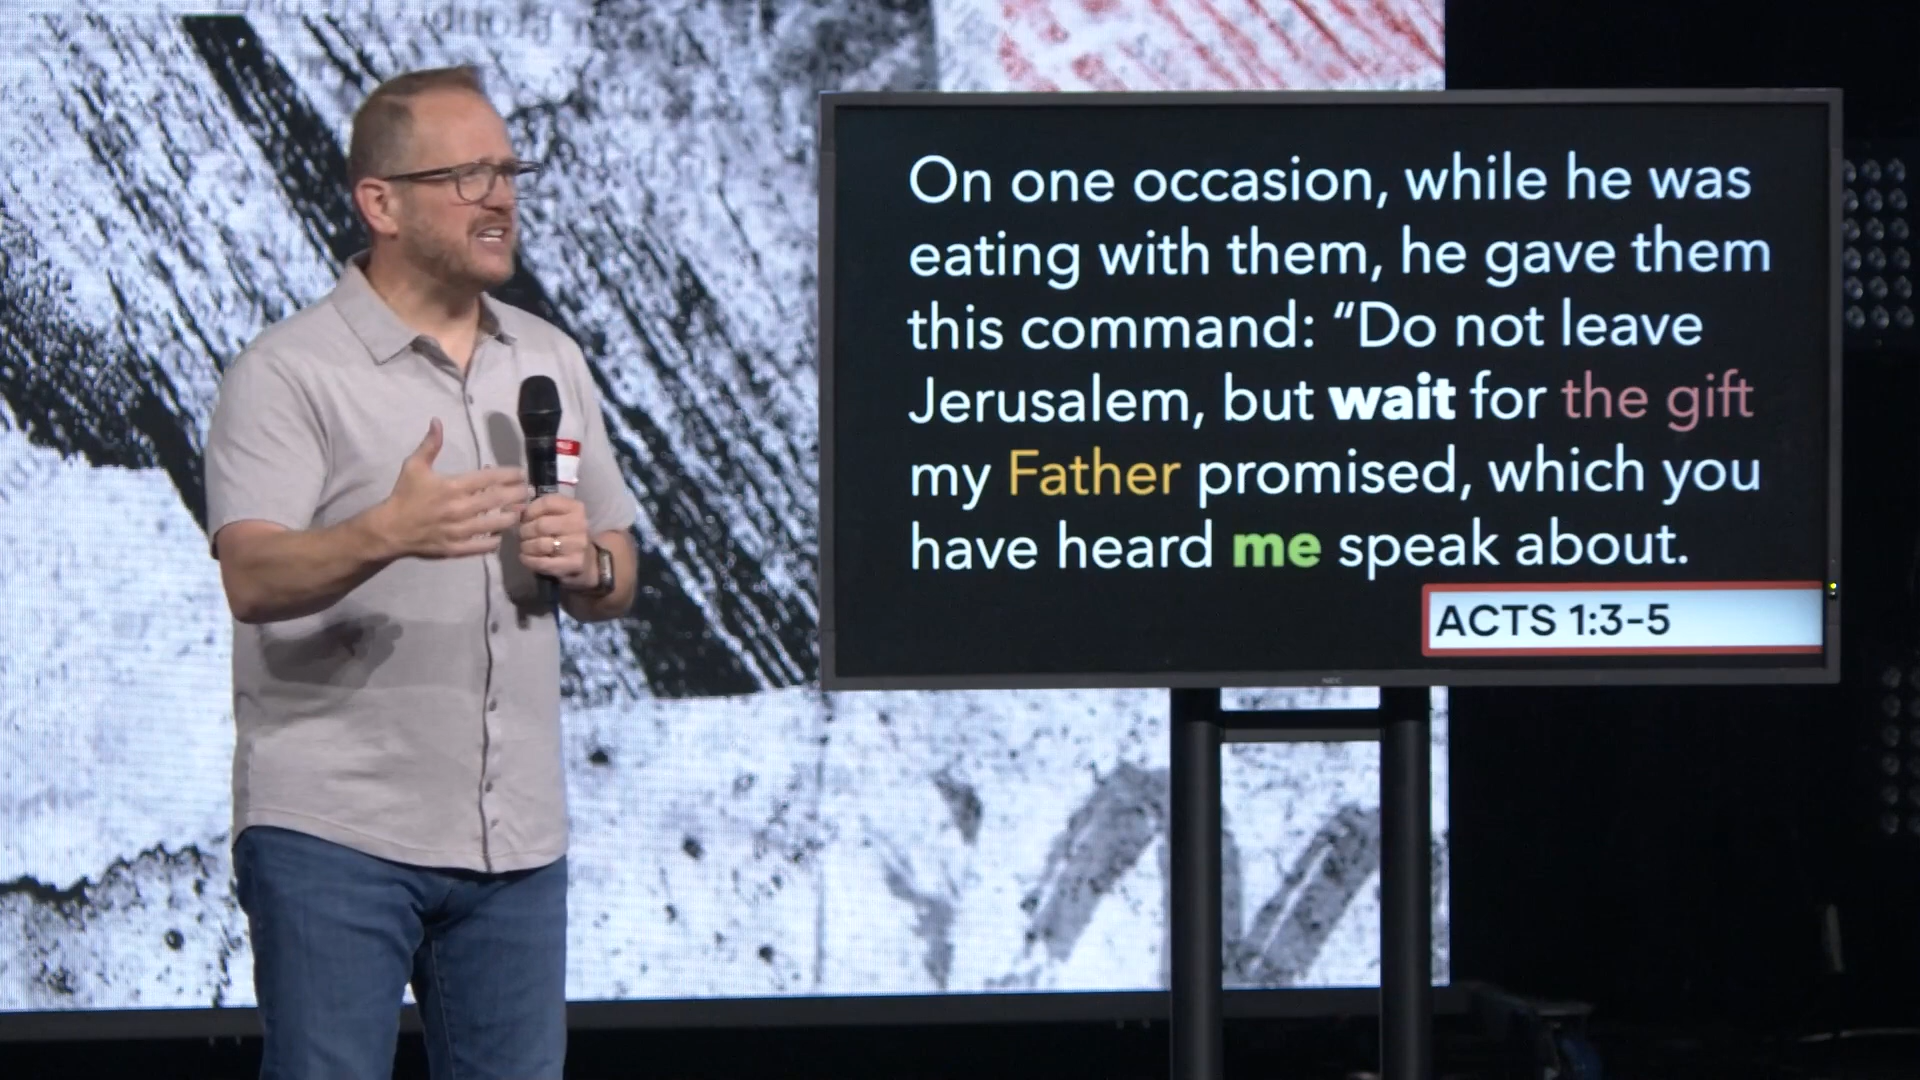 On one occasion, while he was
eating with them, he gave them
this command: “Do not leave
Jerusalem, but wait for the gift
my Father promised, which you
have heard me speak about.
ACTS 1:3-5
NEC